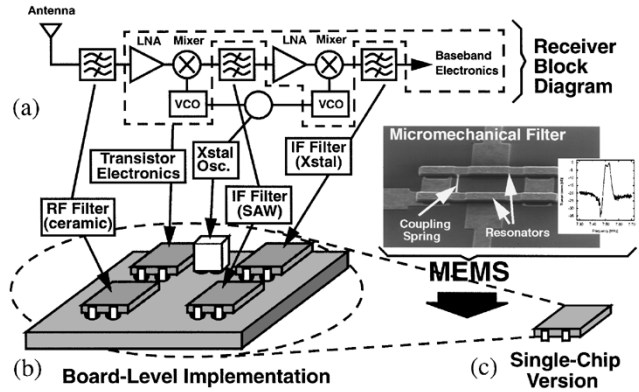 Antenna
LNA Mixer
LNA Mixer
Baseband
Electronics
Receiver
Block
Diagram
VCO
VCO
(a)
Transistor
Electronics
Xstal
Osc.
IF Filter
(Xstal)
IF Filter
(SAW)
RF Filter
(ceramic)
Micromechanical Filter
Coupling
Spring
Resonators
MEMS
(b)
Board-Level Implementation
(c)
Single-Chip
Version